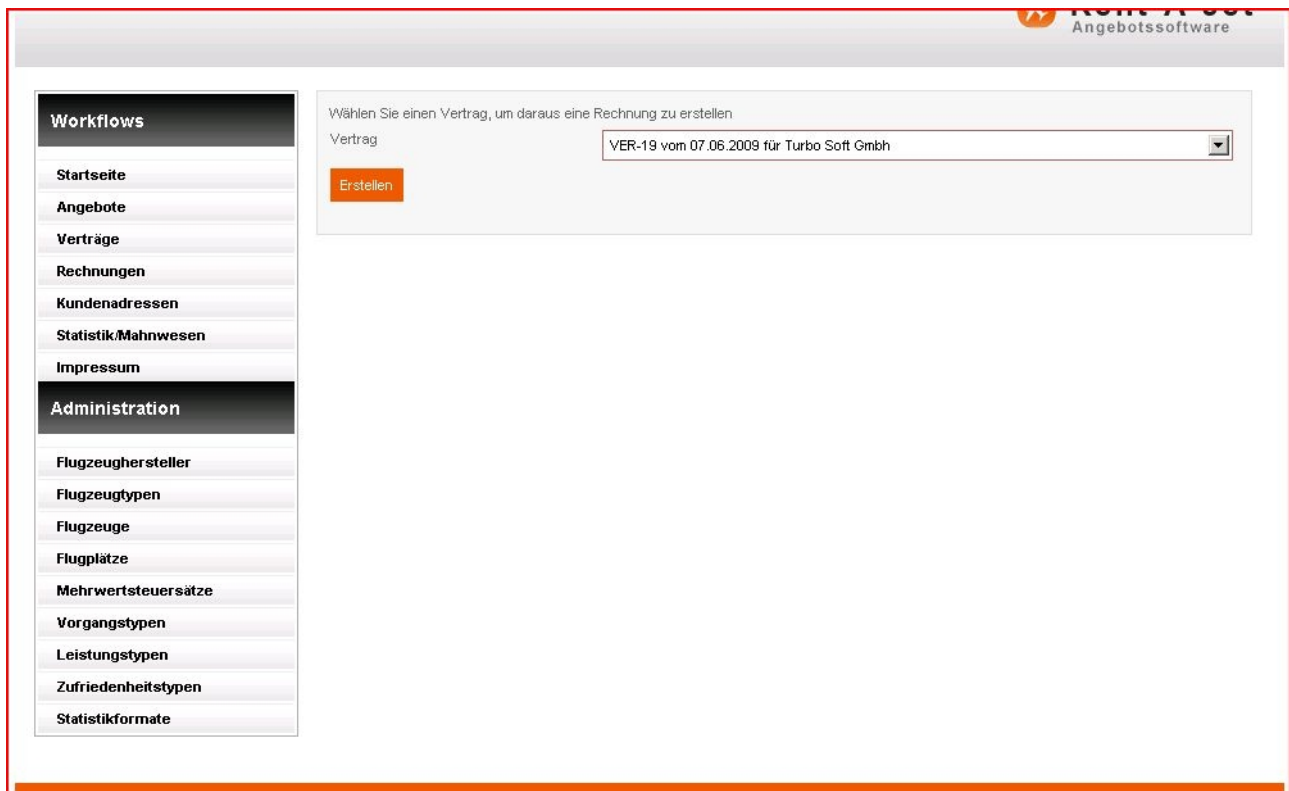 Angebotssoftware
Workflows
Startseite
Angebote
Verträge
Rechnungen
Kundenadressen
Statistik/Mahnwesen
Impressum
Administration
Flugzeughersteller
Flugzeugtypen
Flugzeuge
Flugplätze
Mehrwertsteuersätze
Vorgangstypen
Leistungstypen
Zufriedenheitstypen
Statistikformate
Wählen Sie einen Vertrag, um daraus eine Rechnung zu erstellen
Vertrag
VER-19 vom 07.06.2009 für Turbo Soft Gmbh
Erstellen